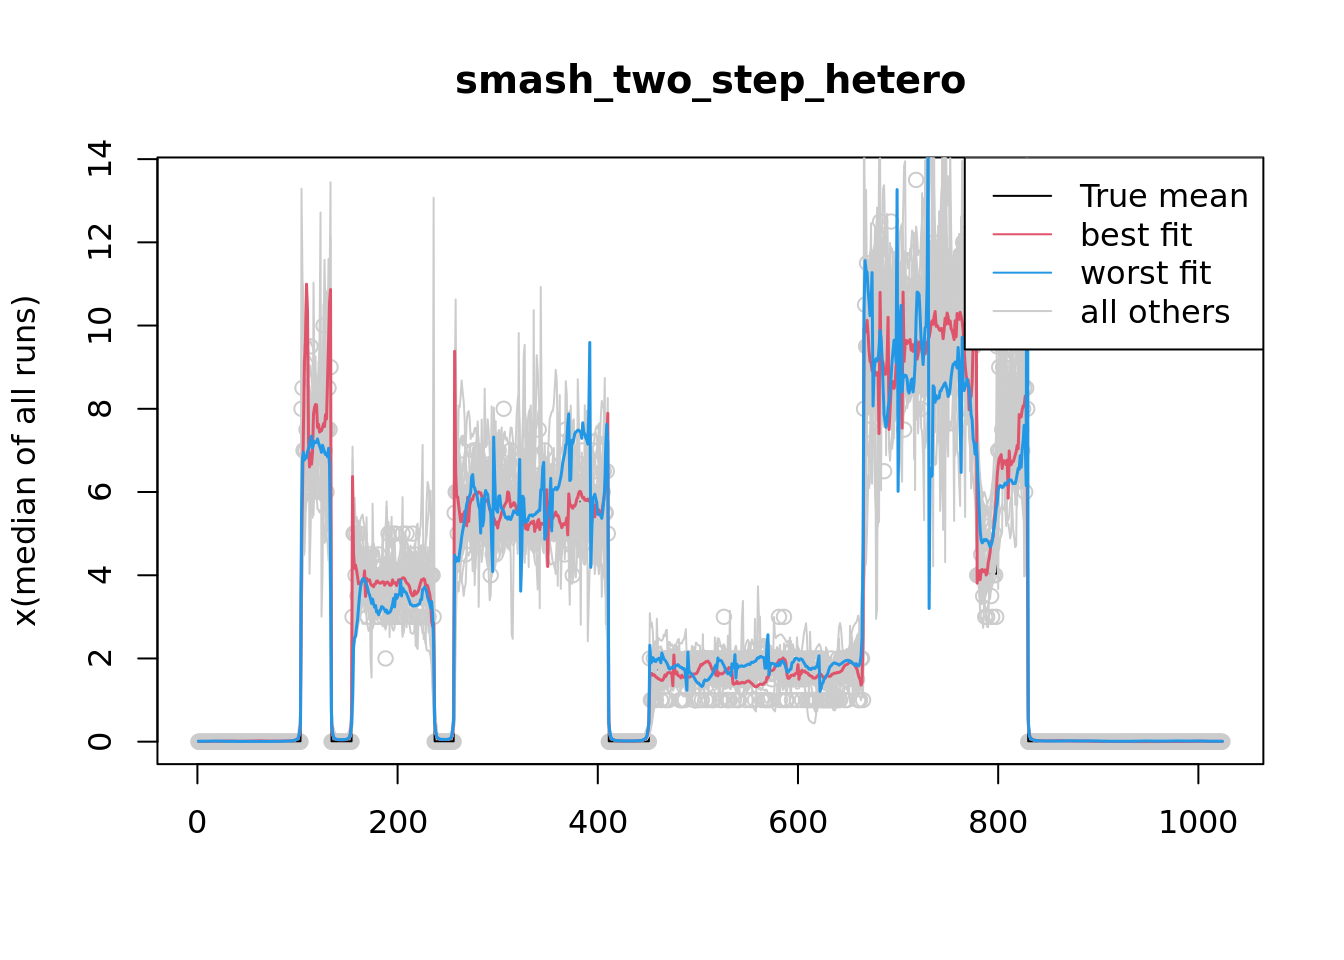 smash_two_step_hetero
x(median of all runs)
14
12
10
8
6
4
2
0
True mean
best fit
worst fit
all others
0 200 400 600 800 1000